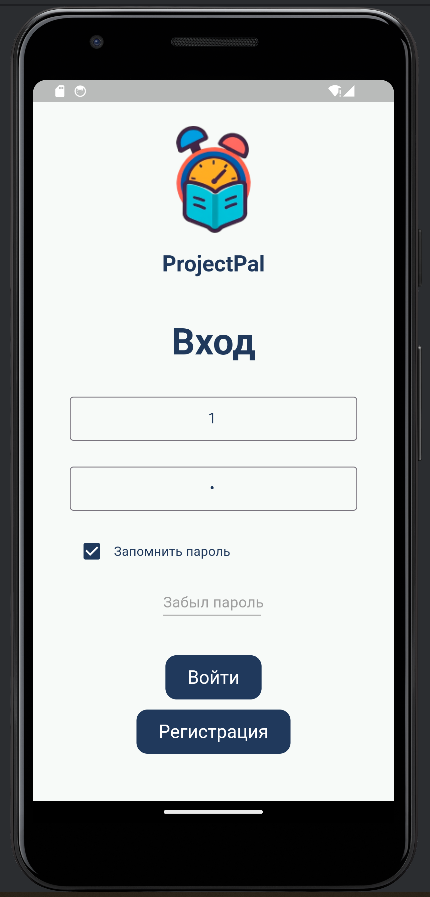 ProjectPal
Вход
1
•
Запомнить пароль
Забыл пароль
Войти
Регистрация